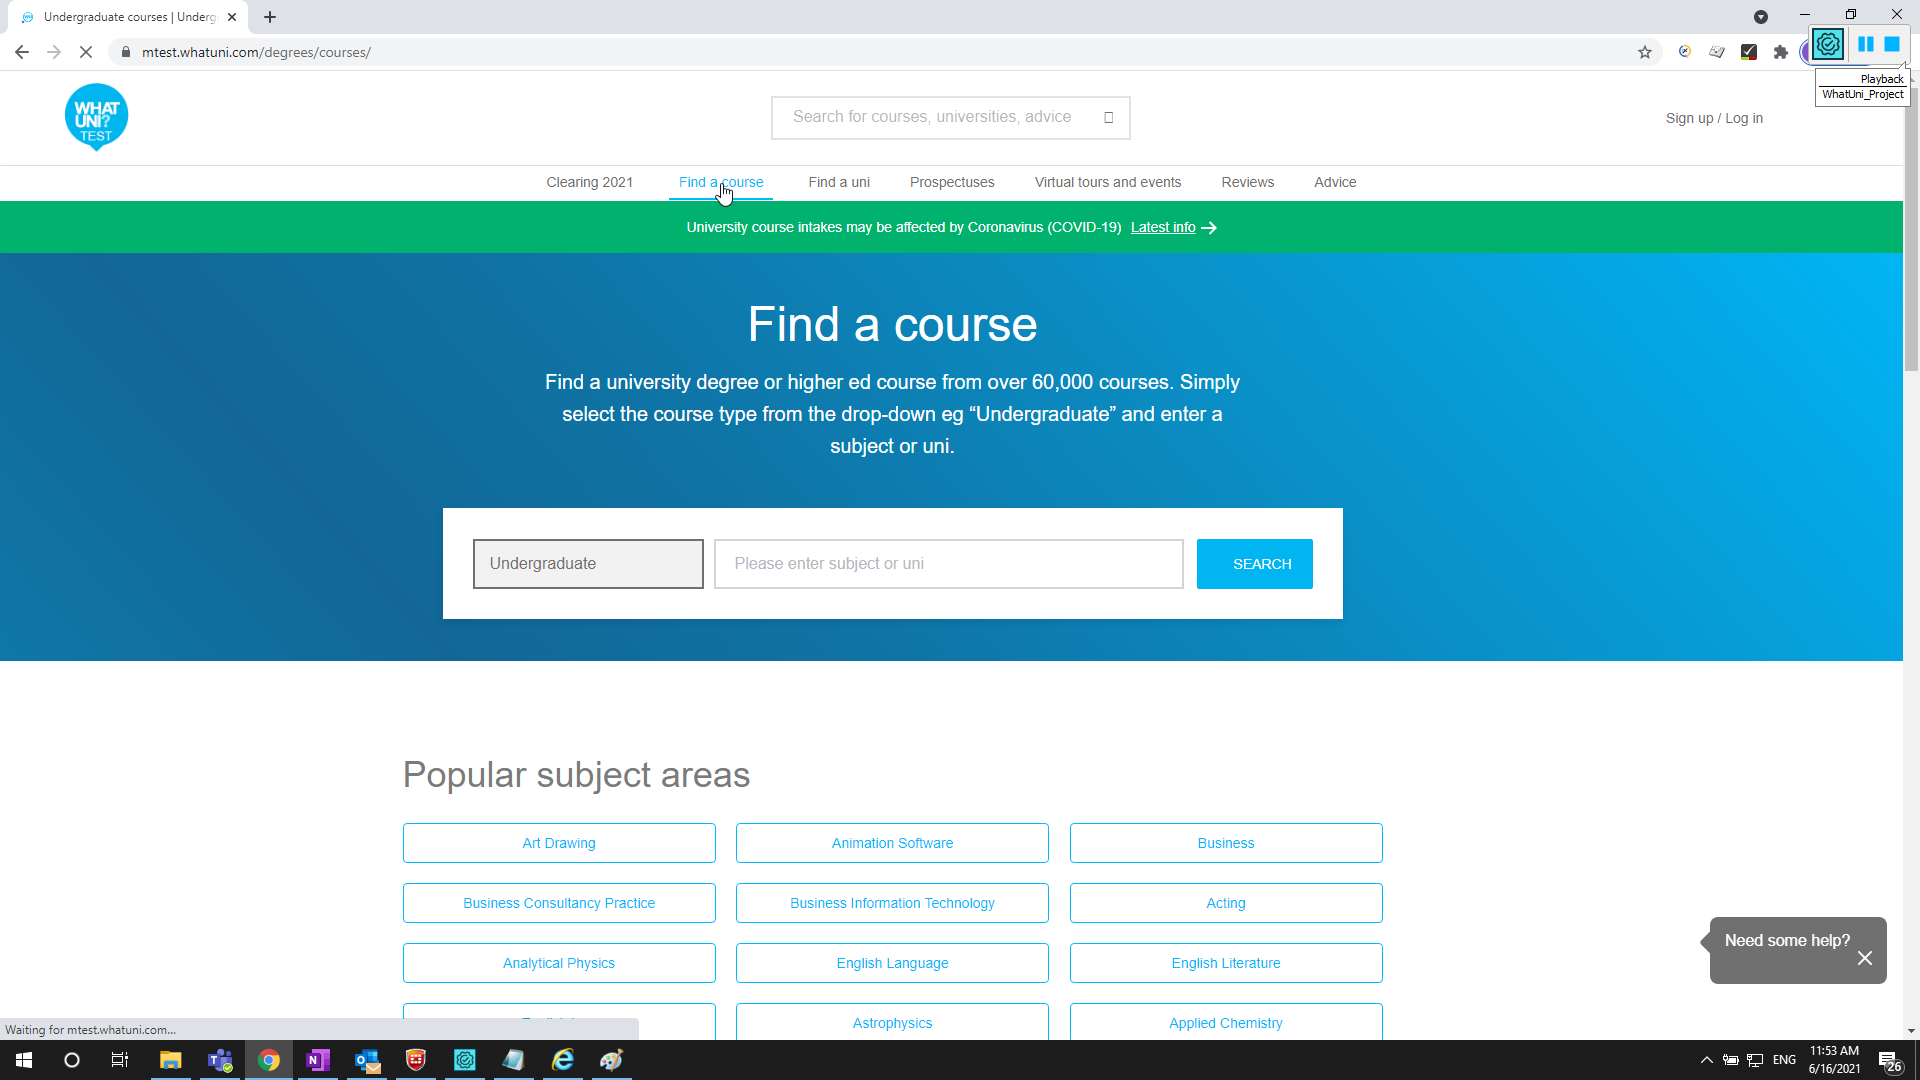 Undergraduate courses | Underg
mtest.whatuni.com/degrees/courses/
Playback
WhatUni_Project
WHAT
UNI?
TEST
Search for courses, universities, advice
Sign up / Log in
Clearing 2021
Find a course
Find a uni
Prospectuses
Virtual tours and events
Reviews
Advice
University course intakes may be affected by Coronavirus (COVID-19) Latest info
Find a course
Find a university degree or higher ed course from over 60,000 courses. Simply
select the course type from the drop-down eg “Undergraduate” and enter a
subject or uni.
Undergraduate
Please enter subject or uni
SEARCH
Popular subject areas
Art Drawing
Animation Software
Business
Business Consultancy Practice
Business Information Technology
Acting
Analytical Physics
English Language
English Literature
Astrophysics
Applied Chemistry
Need some help?
Waiting for mtest.whatuni.com...
ENG
11:53 AM
6/16/2021
26